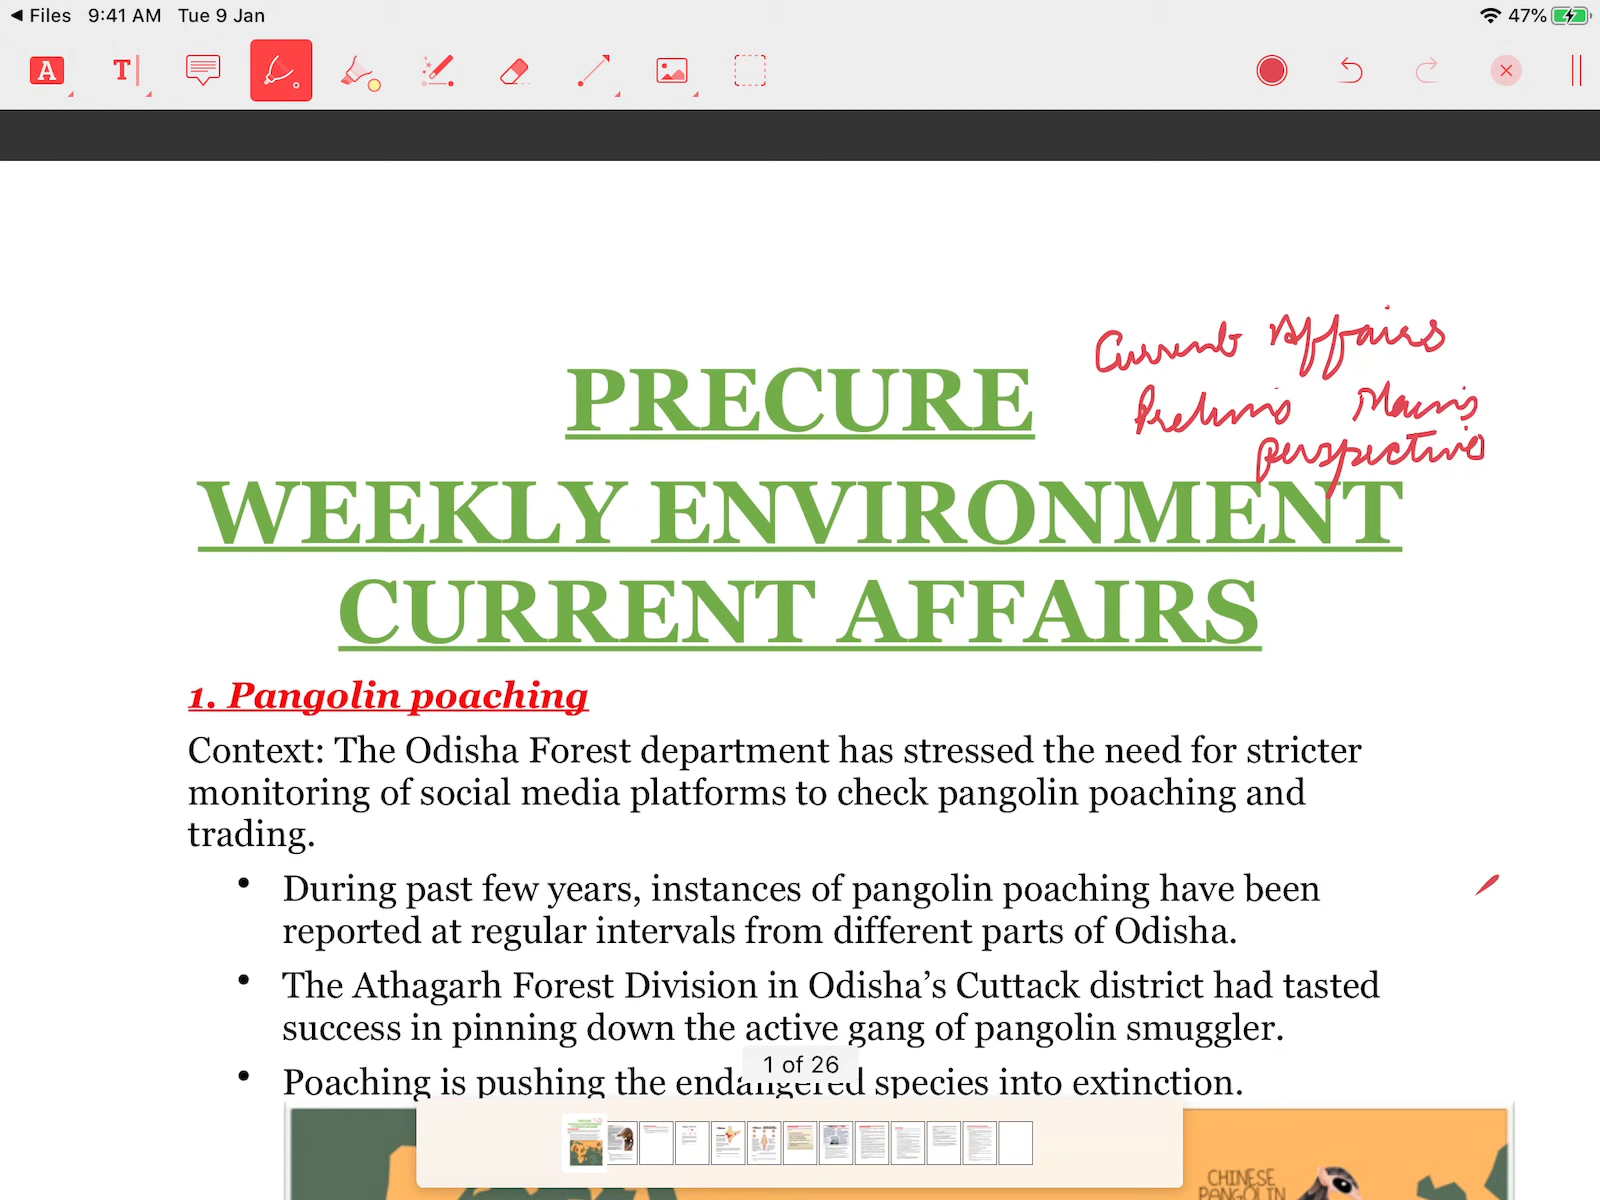 Files 9:41 AM Tue 9 Jan 47%
A T
Current Affairs
Prelims Mains
perspective
PRECURE
WEEKLY ENVIRONMENT
CURRENT AFFAIRS
1. Pangolin poaching
Context: The Odisha Forest department has stressed the need for stricter
monitoring of social media platforms to check pangolin poaching and
trading.
• During past few years, instances of pangolin poaching have been
reported at regular intervals from different parts of Odisha.
• The Athagarh Forest Division in Odisha’s Cuttack district had tasted
success in pinning down the active gang of pangolin smuggler.
• Poaching is pushing the endangered species into extinction.
1 of 26
CHINESE
PANGOLIN